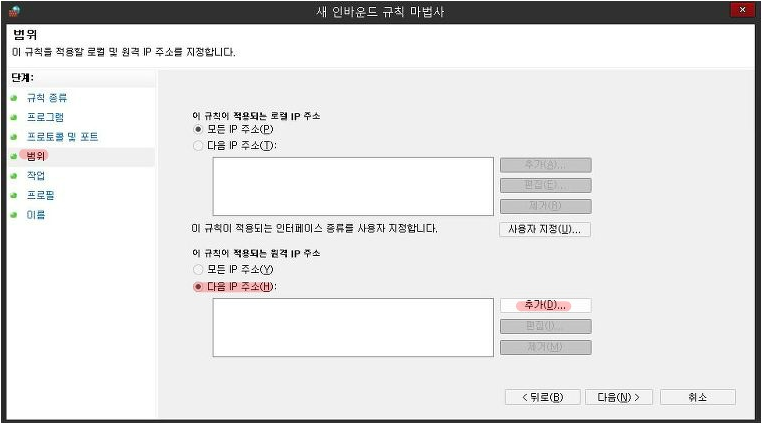 새 인바운드 규칙 마법사
범위
이 규칙을 적용할 로컬 및 원격 IP 주소를 지정합니다.
단계:
규칙 종류
프로그램
프로토콜 및 포트
범위
작업
프로필
이름
이 규칙이 적용되는 로컬 IP 주소
모든 IP 주소(P)
다음 IP 주소(T):
추가(A)...
편집(E)...
제거(R)
이 규칙이 적용되는 인터페이스 종류를 사용자 지정합니다.
사용자 지정(U)...
이 규칙이 적용되는 원격 IP 주소
모든 IP 주소(Y)
다음 IP 주소(H):
추가(D)...
편집(I)...
제거(M)
< 뒤로(B)
다음(N) >
취소